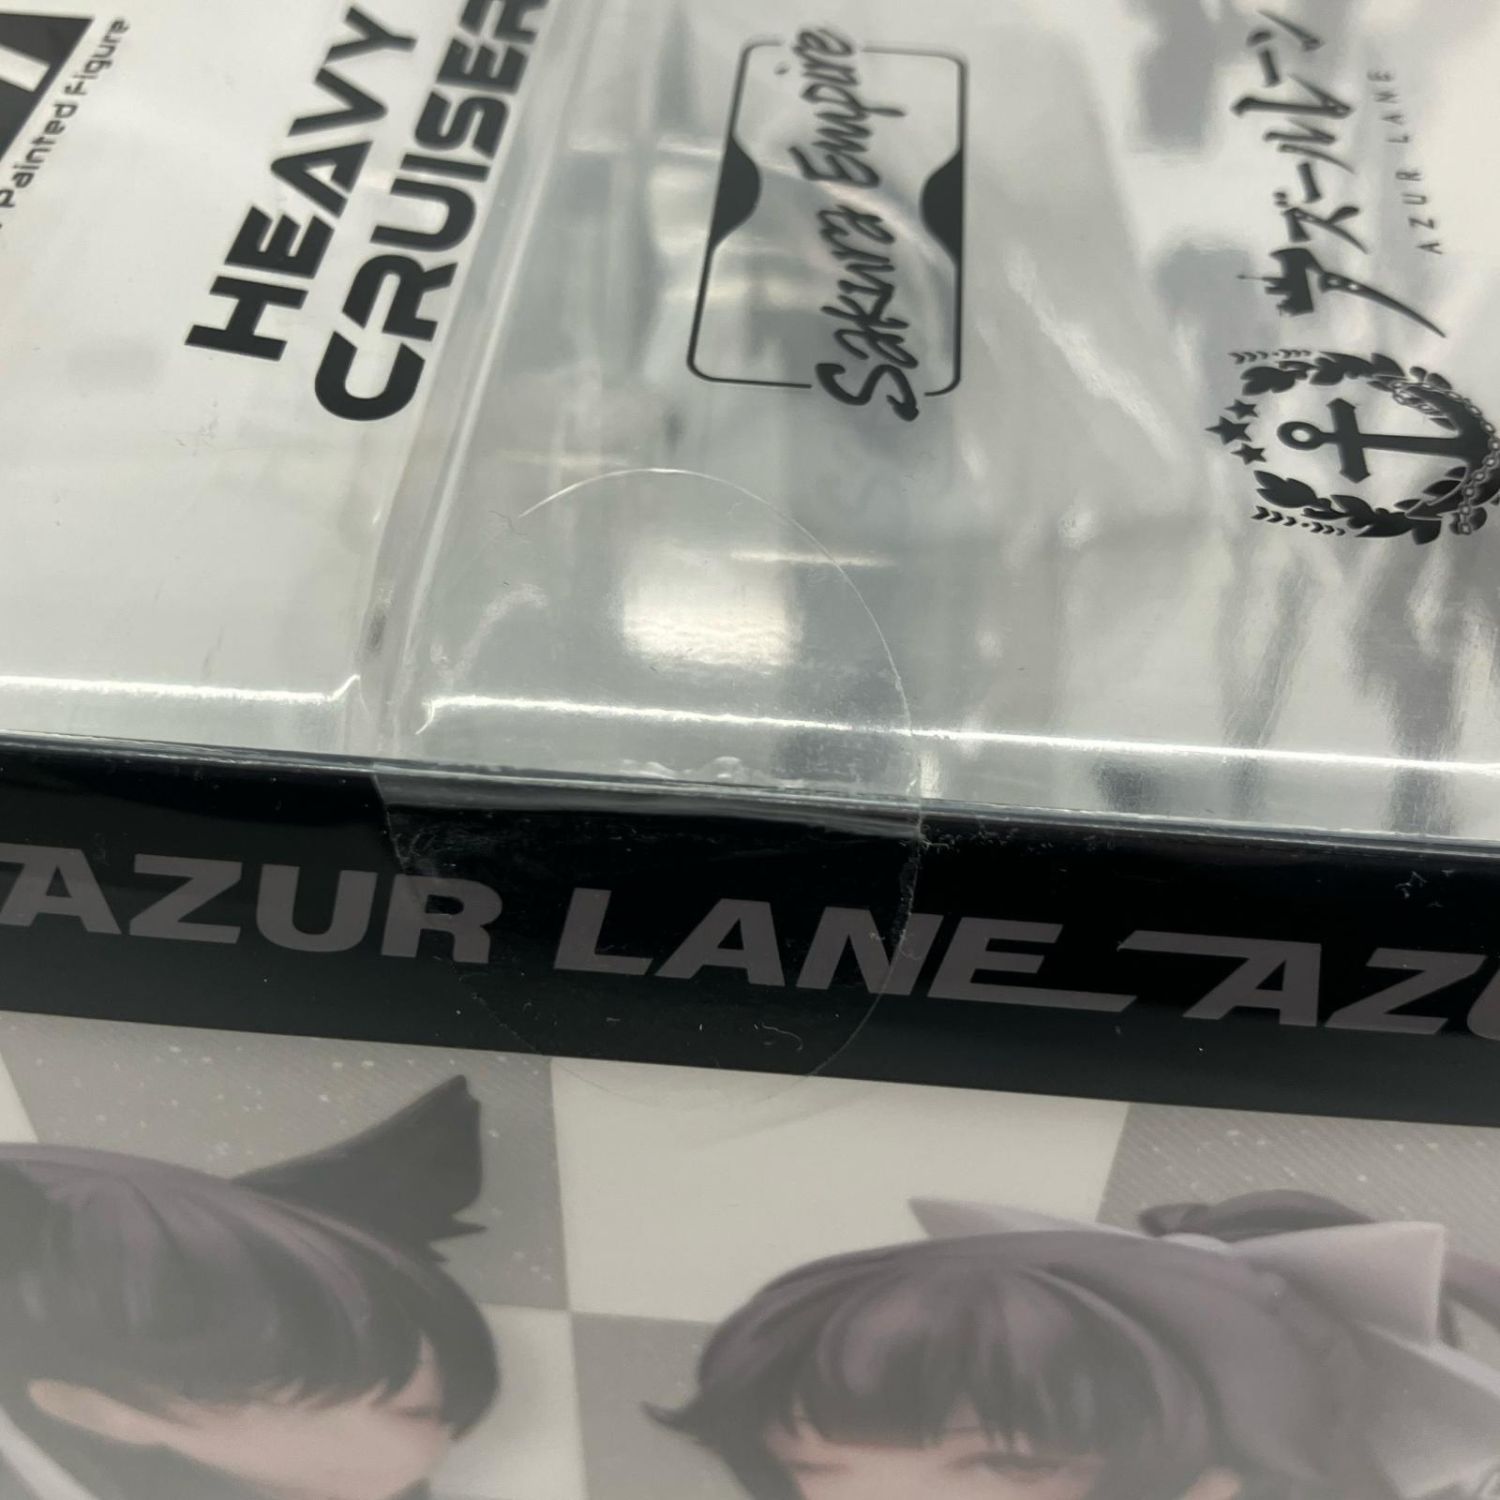 Painted Figure
HEAVY
CRUISER
Sakura Empire
アズールレーン
AZUR LANE
AZUR LANE AZU